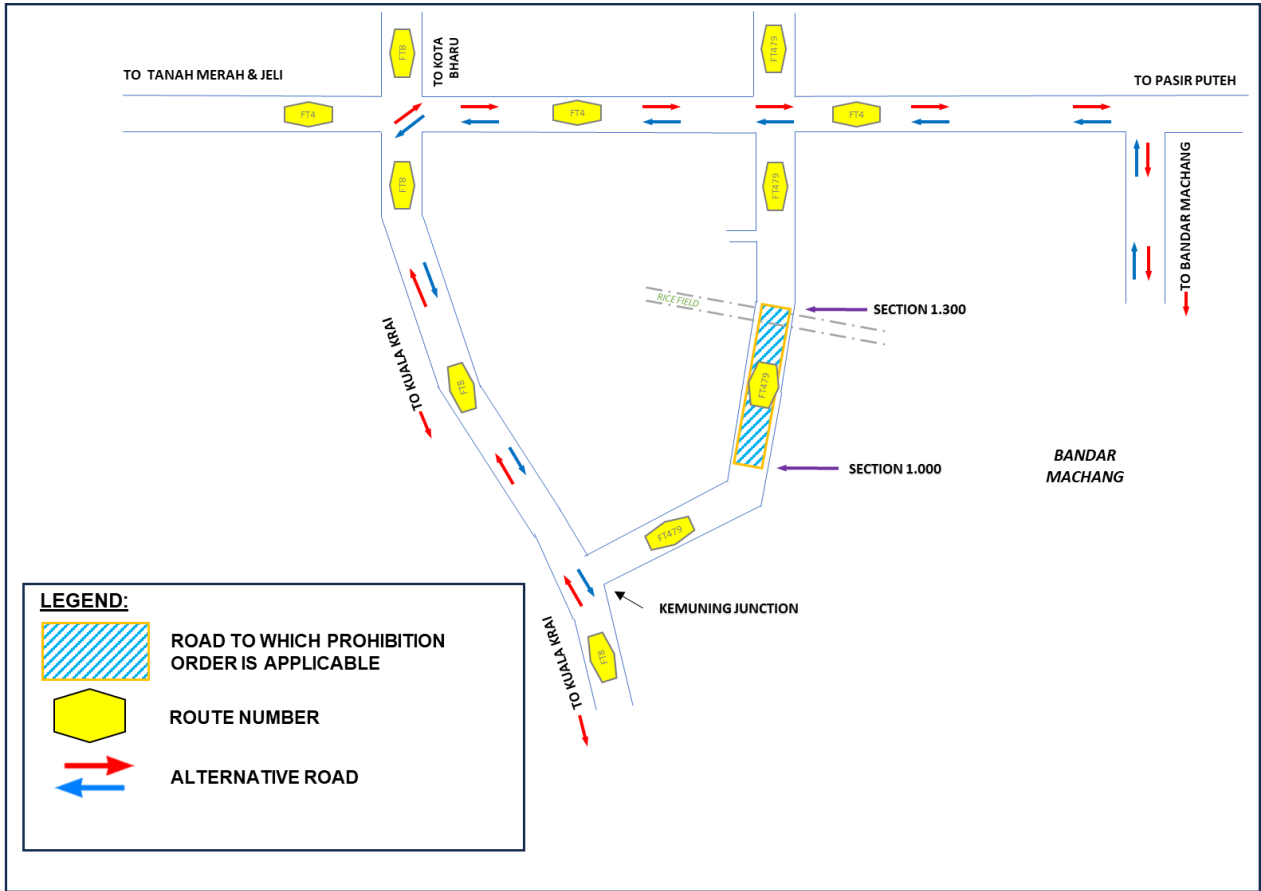 FT8
TO KOTA
BHARU
FT479
TO TANAH MERAH & JELI
TO PASIR PUTEH
FT4
FT4
FT4
FT8
FT479
TO BANDAR MACHANG
RICE FIELD
SECTION 1.300
TO KUALA KRAI
FT8
FT479
SECTION 1.000
BANDAR
MACHANG
FT479
KEMUNING JUNCTION
TO KUALA KRAI
FT8
LEGEND:
ROAD TO WHICH PROHIBITION
ORDER IS APPLICABLE
ROUTE NUMBER
ALTERNATIVE ROAD